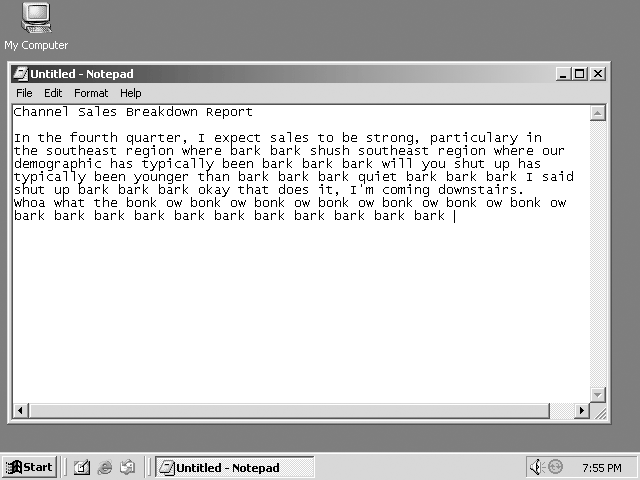 My Computer
Untitled - Notepad
File Edit Format Help
Channel Sales Breakdown Report
In the fourth quarter, I expect sales to be strong, particulary in
the southeast region where bark bark shush southeast region where our
demographic has typically been bark bark bark will you shut up has
typically been younger than bark bark bark quiet bark bark bark I said
shut up bark bark bark okay that does it, I'm coming downstairs.
Whoa what the bonk ow bonk ow bonk ow bonk ow bonk ow bonk ow bonk ow
bark bark bark bark bark bark bark bark bark bark bark
Start
Untitled - Notepad
7:55 PM